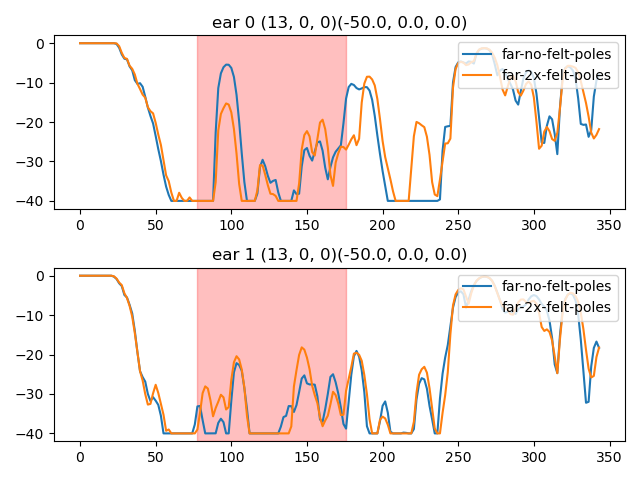 ear 0 (13, 0, 0)(-50.0, 0.0, 0.0)
0
−10
−20
−30
−40
far-no-felt-poles
far-2x-felt-poles
0 50 100 150 200 250 300 350
ear 1 (13, 0, 0)(-50.0, 0.0, 0.0)
0
−10
−20
−30
−40
far-no-felt-poles
far-2x-felt-poles
0 50 100 150 200 250 300 350